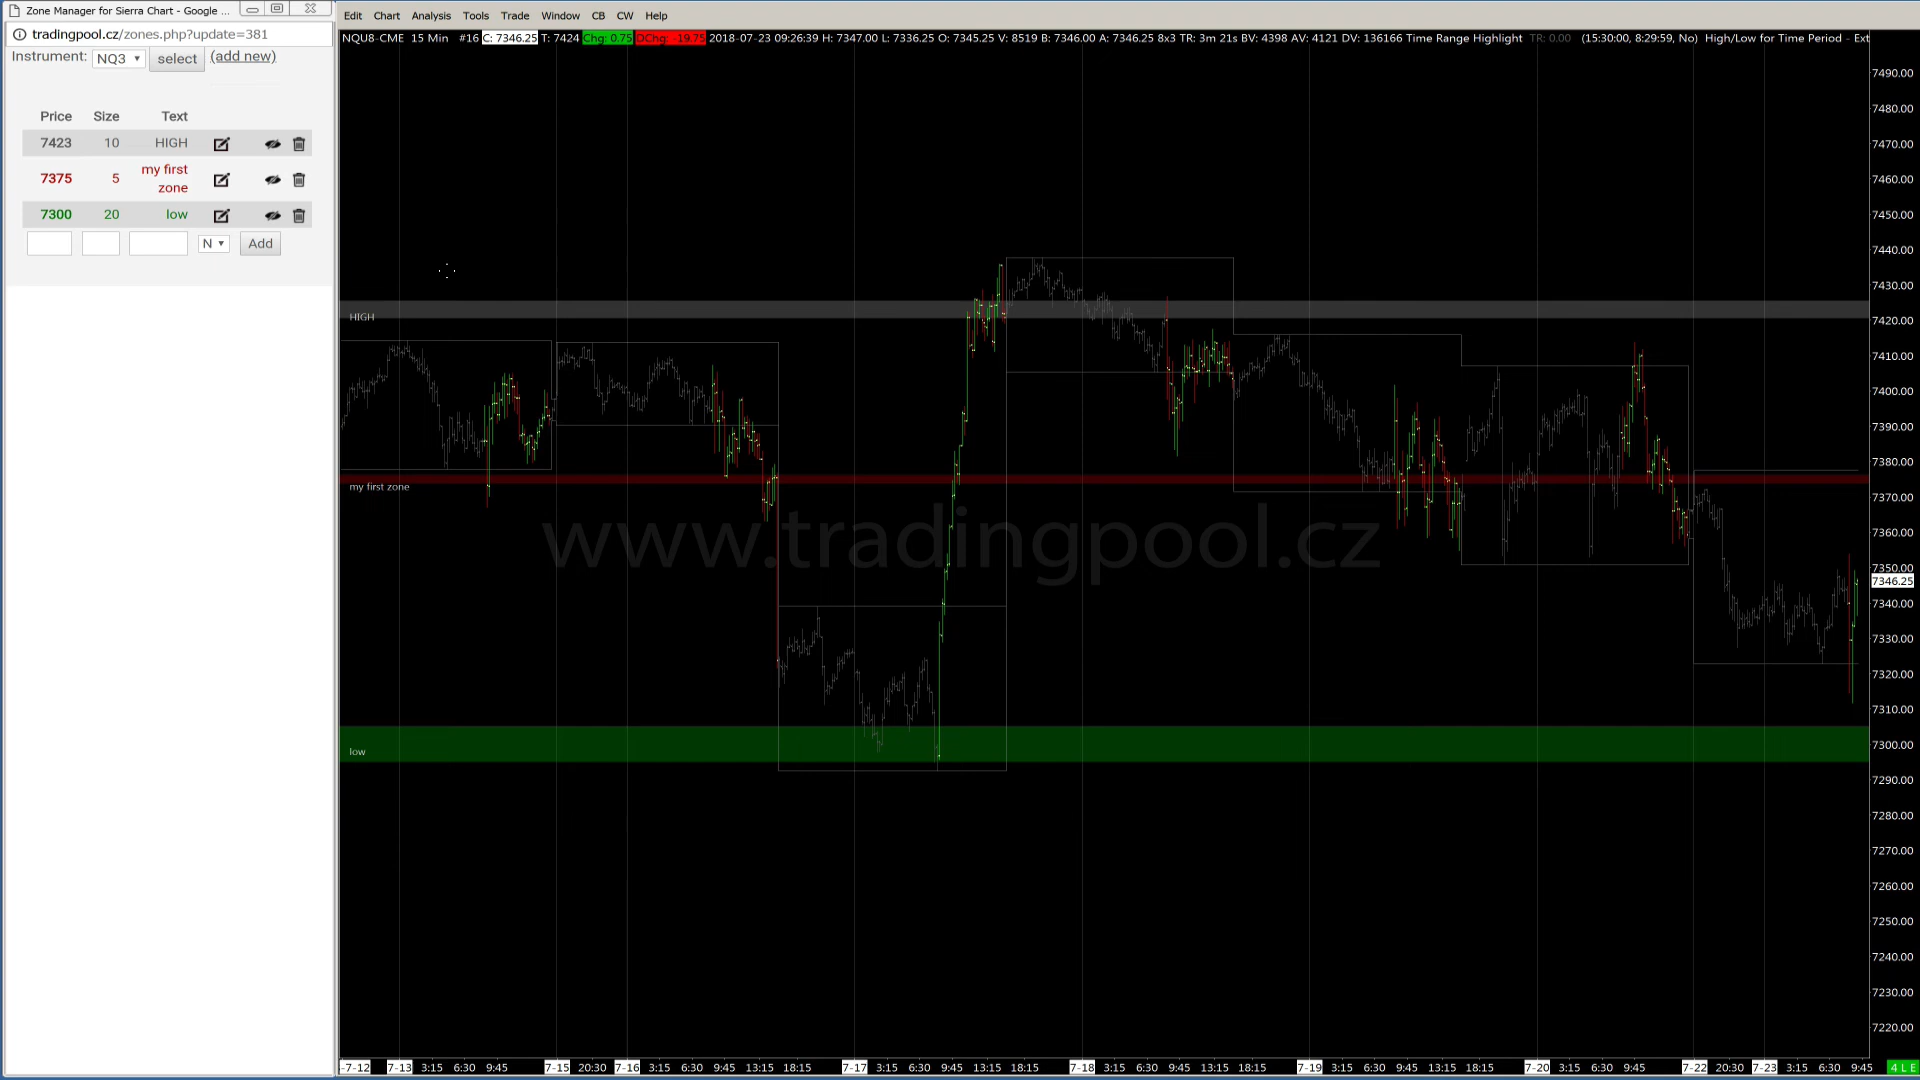 Zone Manager for Sierra Chart - Google ...
tradingpool.cz/zones.php?update=381
Instrument: NQ3 select (add new)
Price Size Text
7423 10 HIGH
7375 5 my first
zone
7300 20 low
N Add
Edit Chart Analysis Tools Trade Window CB CW Help
NQU8-CME 15 Min #16 C: 7346.25 T: 7424 Chg: 0.75 DChg: -19.75 2018-07-23 09:26:39 H: 7347.00 L: 7336.25 O: 7345.25 V: 8519 B: 7346.00 A: 7346.25 8x3 TR: 3m 21s BV: 4398 AV: 4121 DV: 136166 Time Range Highlight TR: 0.00 (15:30:00, 8:29:59, No) High/Low for Time Period - Ext
7490.00
7480.00
7470.00
7460.00
7450.00
7440.00
7430.00
HIGH
7420.00
7410.00
7400.00
7390.00
7380.00
my first zone
7370.00
7360.00
www.tradingpool.cz
7350.00
7346.25
7340.00
7330.00
7320.00
7310.00
7300.00
low
7290.00
7280.00
7270.00
7260.00
7250.00
7240.00
7230.00
7220.00
-7-12 7-13 3:15 6:30 9:45 7-15 20:30 7-16 3:15 6:30 9:45 13:15 18:15 7-17 3:15 6:30 9:45 13:15 18:15 7-18 3:15 6:30 9:45 13:15 18:15 7-19 3:15 6:30 9:45 13:15 18:15 7-20 3:15 6:30 9:45 7-22 20:30 7-23 3:15 6:30 9:45 4 L E